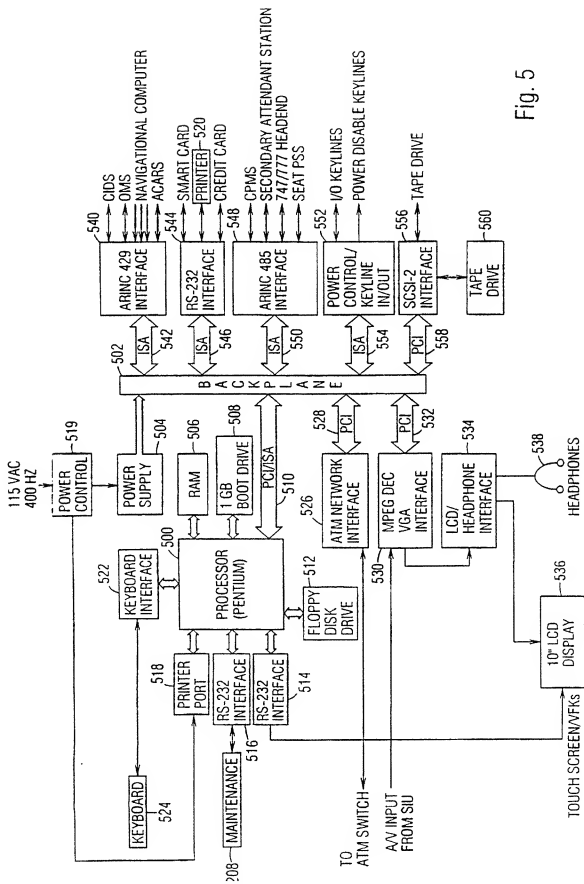 115 VAC
400 HZ
519
POWER CONTROL
504
POWER SUPPLY
502
BACKPLANE
540
ARINC 429
INTERFACE
ISA
542
CIDS
OMS
NAVIGATIONAL COMPUTER
ACARS
544
RS-232
INTERFACE
ISA
546
SMART CARD
PRINTER
520
CREDIT CARD
548
ARINC 485
INTERFACE
ISA
550
CPMS
SECONDARY ATTENDANT STATION
747/777 HEADEND
SEAT PSS
552
POWER
CONTROL/
KEYLINE
IN/OUT
ISA
554
I/O KEYLINES
POWER DISABLE KEYLINES
556
SCSI-2
INTERFACE
PCI
558
TAPE DRIVE
560
TAPE
DRIVE
506
RAM
508
1 GB
BOOT DRIVE
PCI/ISA
510
500
PROCESSOR
(PENTIUM)
522
KEYBOARD
INTERFACE
KEYBOARD
524
518
PRINTER
PORT
RS-232
INTERFACE
516
RS-232
INTERFACE
514
MAINTENANCE
208
512
FLOPPY
DISK
DRIVE
528
PCI
526
ATM NETWORK
INTERFACE
PCI
532
530
MPEG DEC
VGA
INTERFACE
534
LCD/
HEADPHONE
INTERFACE
538
HEADPHONES
536
10" LCD
DISPLAY
TOUCH SCREEN/VFKs
TO
ATM SWITCH
A/V INPUT
FROM SIU
Fig. 5